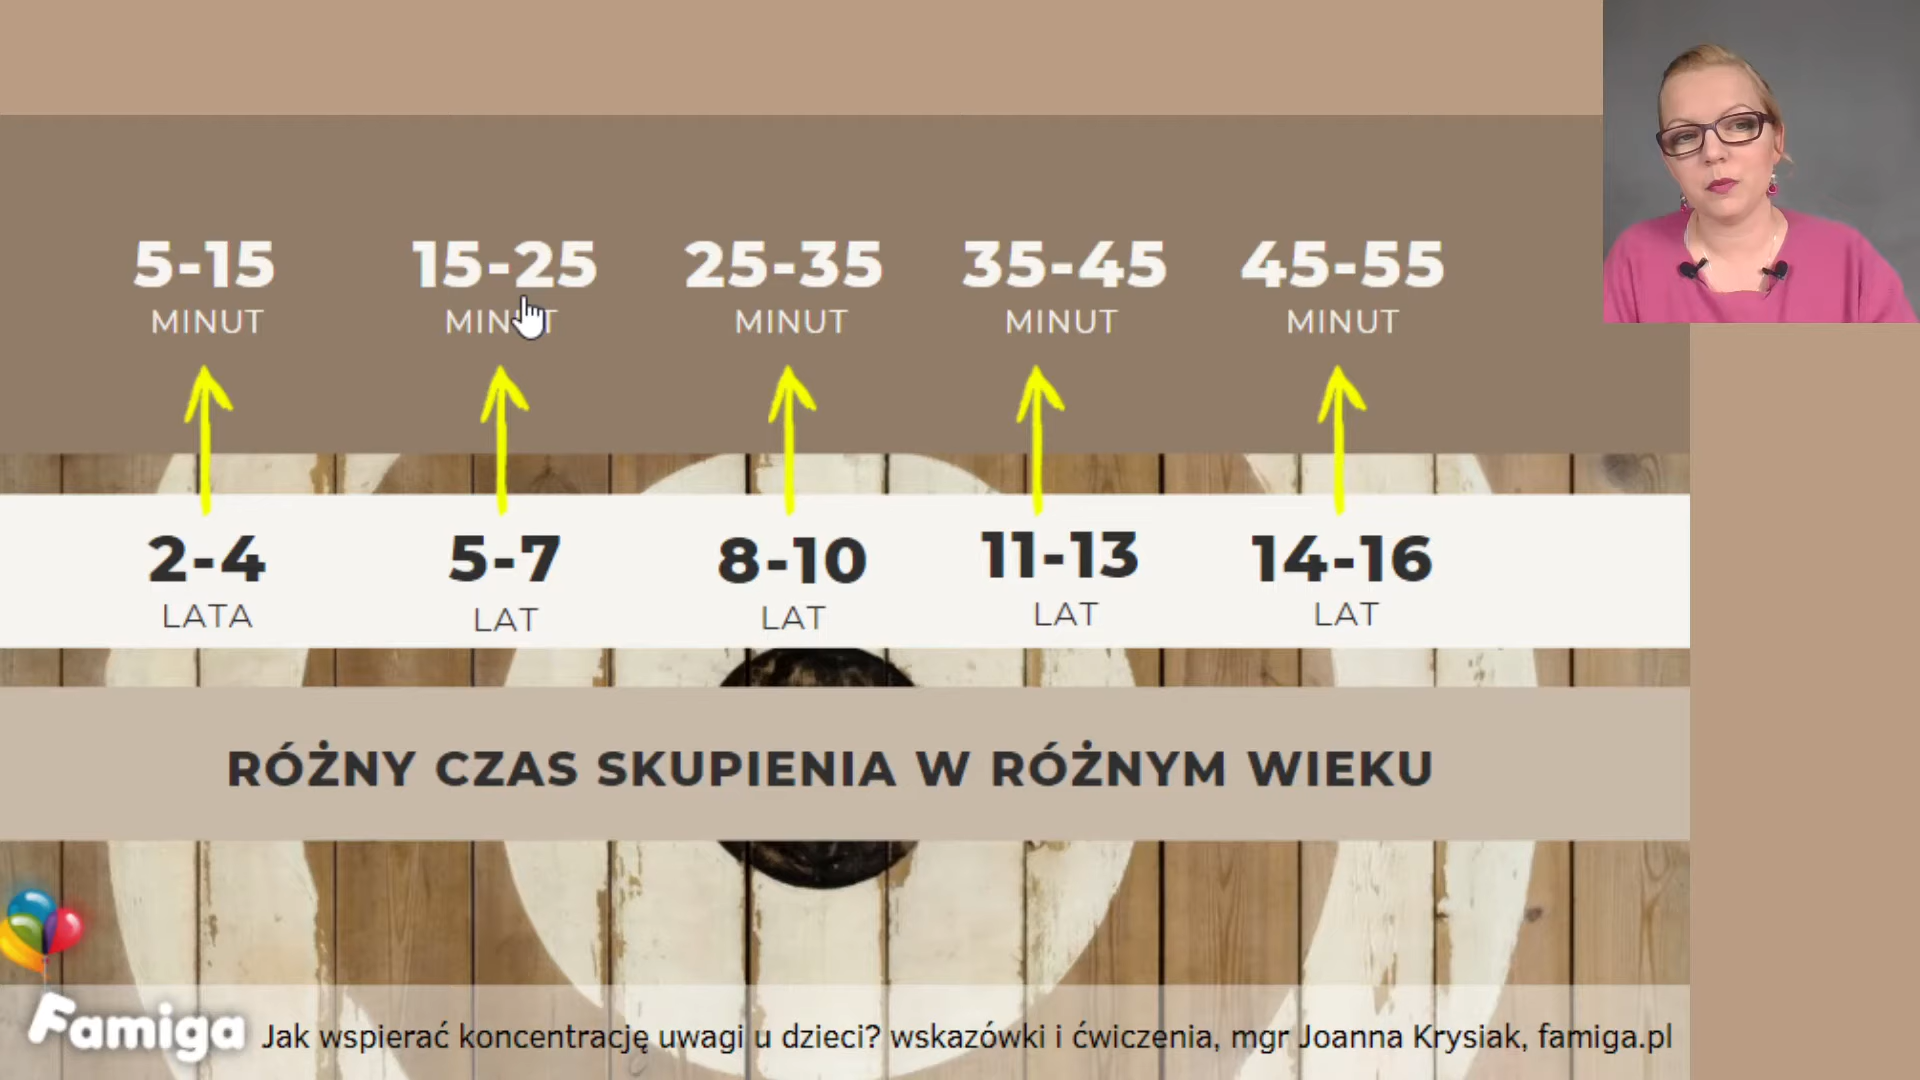 5-15 15-25 25-35 35-45 45-55
MINUT MINUT MINUT MINUT MINUT
2-4 5-7 8-10 11-13 14-16
LATA LAT LAT LAT LAT
RÓŻNY CZAS SKUPIENIA W RÓŻNYM WIEKU
Famiga
Jak wspierać koncentrację uwagi u dzieci? wskazówki i ćwiczenia, mgr Joanna Krysiak, famiga.pl